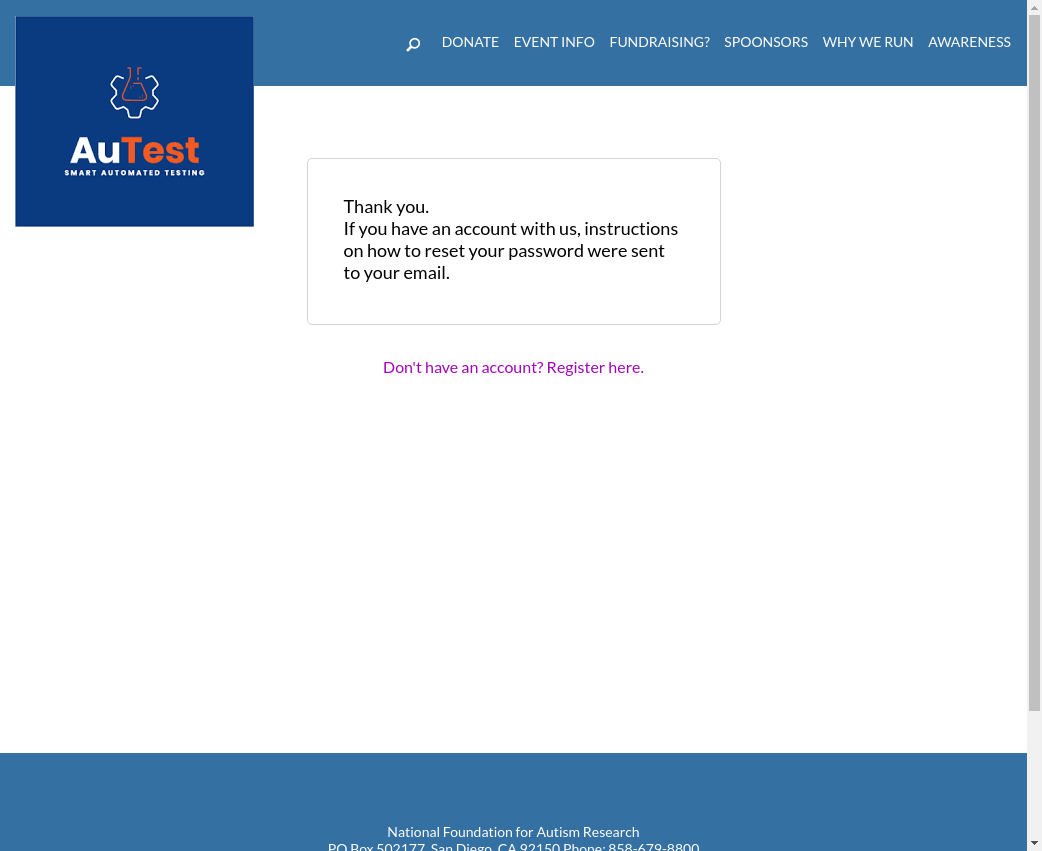 DONATE EVENT INFO FUNDRAISING? SPOONSORS WHY WE RUN AWARENESS
AuTest
SMART AUTOMATED TESTING
Thank you.
If you have an account with us, instructions
on how to reset your password were sent
to your email.
Don't have an account? Register here.
National Foundation for Autism Research
PO Box 502177, San Diego, CA 92150 Phone: 858-679-8800